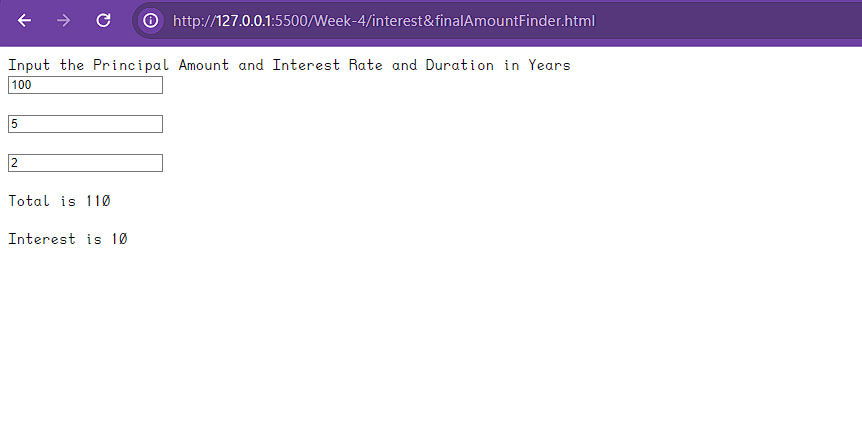 http://127.0.0.1:5500/Week-4/interest&finalAmountFinder.html
Input the Principal Amount and Interest Rate and Duration in Years
100
5
2
Total is 110
Interest is 10